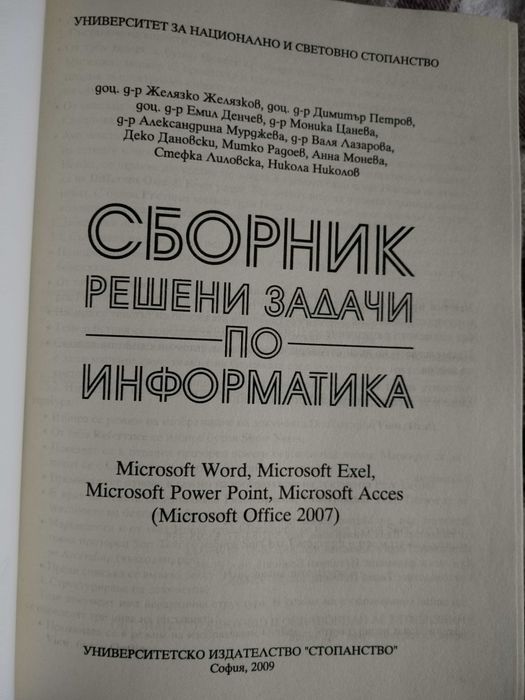 УНИВЕРСИТЕТ ЗА НАЦИОНАЛНО И СВЕТОВНО СТОПАНСТВО
доц. д-р Желязко Желязков, доц. д-р Димитър Петров,
доц. д-р Емил Денчев, д-р Моника Цанева,
д-р Александрина Мурджева, д-р Валя Лазарова,
Деко Дановски, Митко Радоев, Анна Монева,
Стефка Лиловска, Никола Николов
СБОРНИК
РЕШЕНИ ЗАДАЧИ
ПО
ИНФОРМАТИКА
Microsoft Word, Microsoft Exel,
Microsoft Power Point, Microsoft Acces
(Microsoft Office 2007)
УНИВЕРСИТЕТСКО ИЗДАТЕЛСТВО "СТОПАНСТВО"
София, 2009